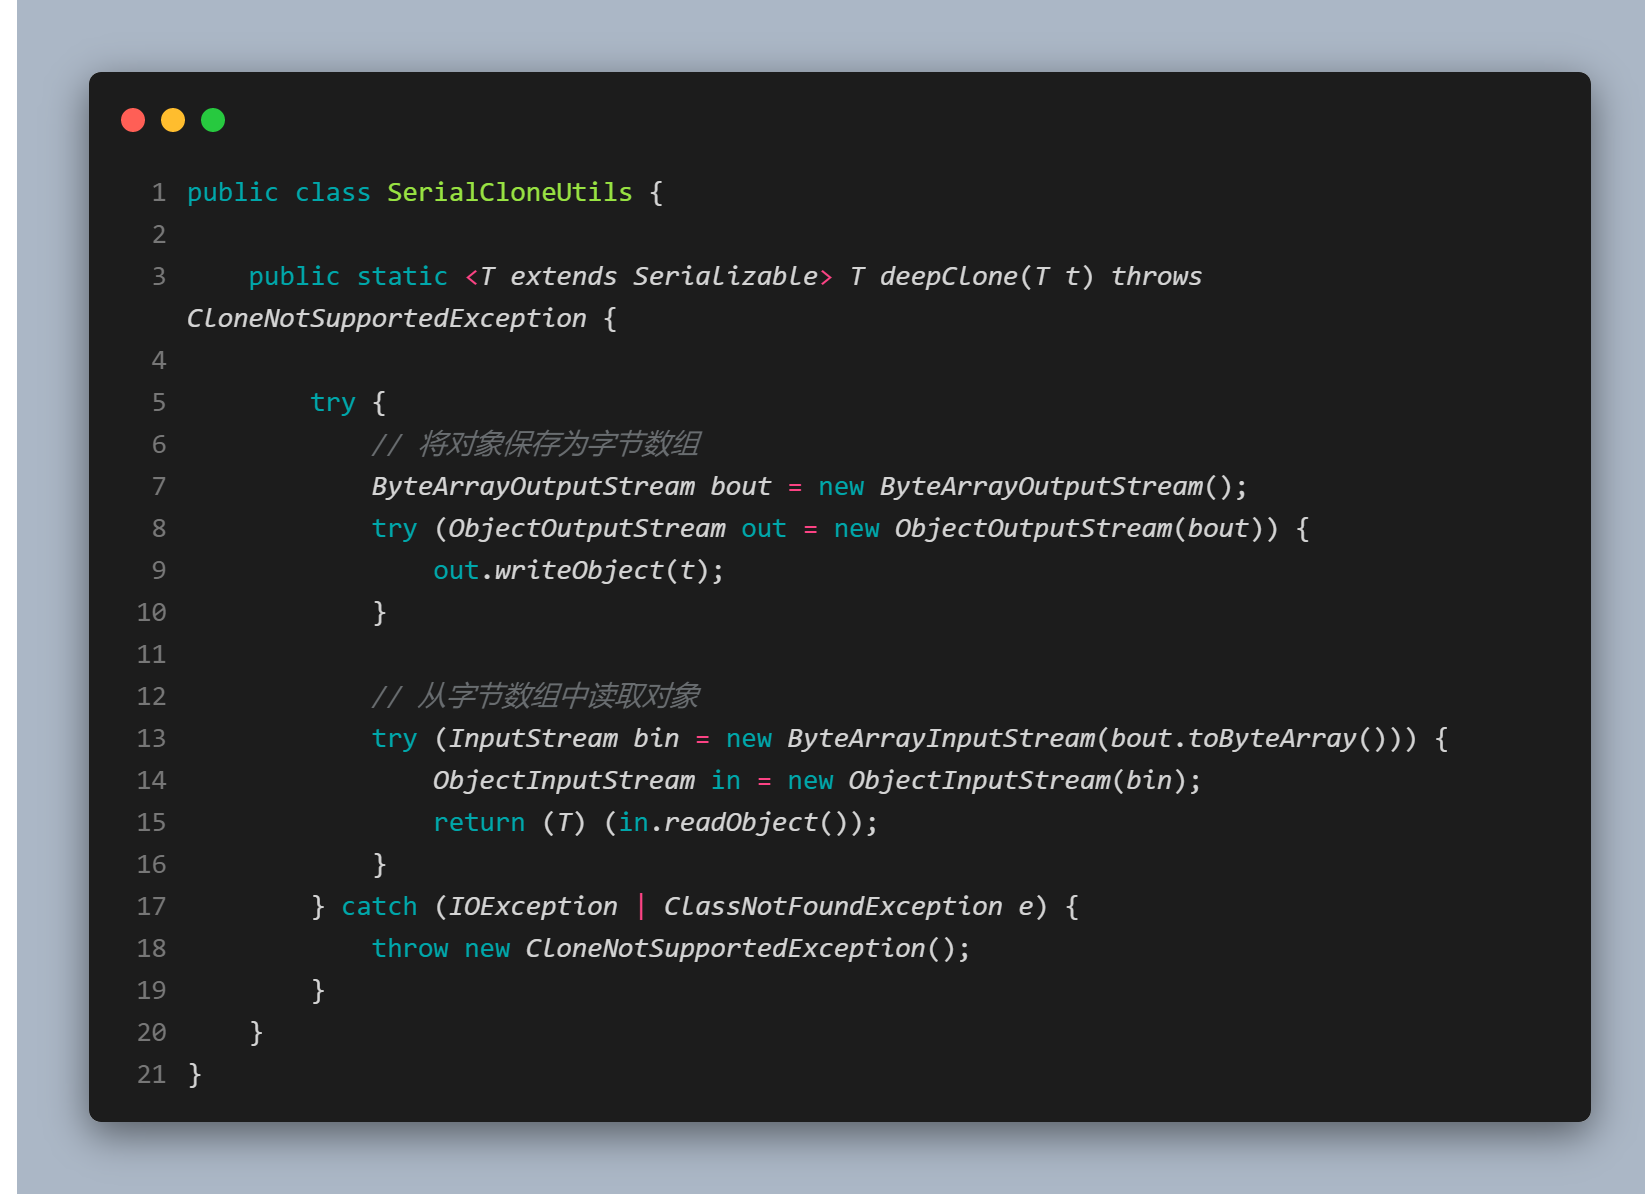 1 public class SerialCloneUtils {
2
3     public static <T extends Serializable> T deepClone(T t) throws
CloneNotSupportedException {
4
5         try {
6             // 将对象保存为字节数组
7             ByteArrayOutputStream bout = new ByteArrayOutputStream();
8             try (ObjectOutputStream out = new ObjectOutputStream(bout)) {
9                 out.writeObject(t);
10             }
11
12             // 从字节数组中读取对象
13             try (InputStream bin = new ByteArrayInputStream(bout.toByteArray())) {
14                 ObjectInputStream in = new ObjectInputStream(bin);
15                 return (T) (in.readObject());
16             }
17         } catch (IOException | ClassNotFoundException e) {
18             throw new CloneNotSupportedException();
19         }
20     }
21 }